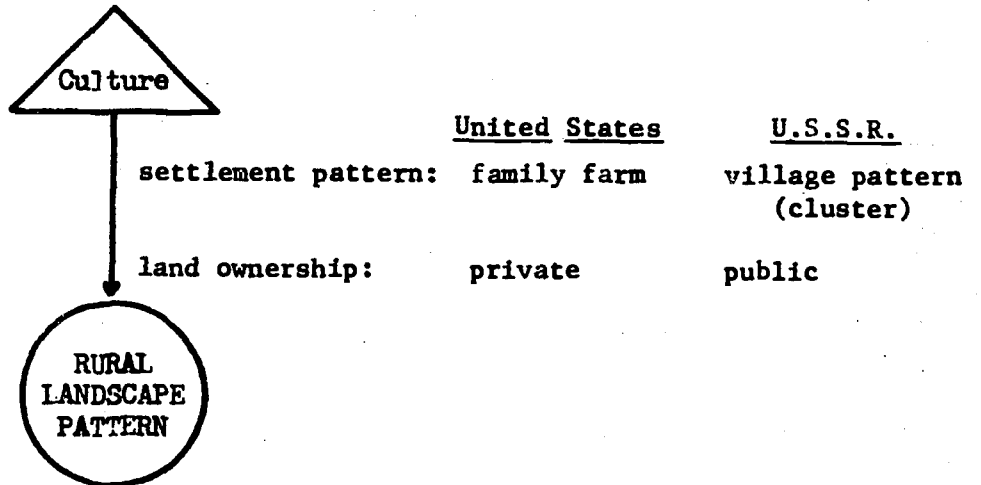 Culture
United States U.S.S.R.
settlement pattern: family farm village pattern
(cluster)
land ownership: private public
RURAL
LANDSCAPE
PATTERN